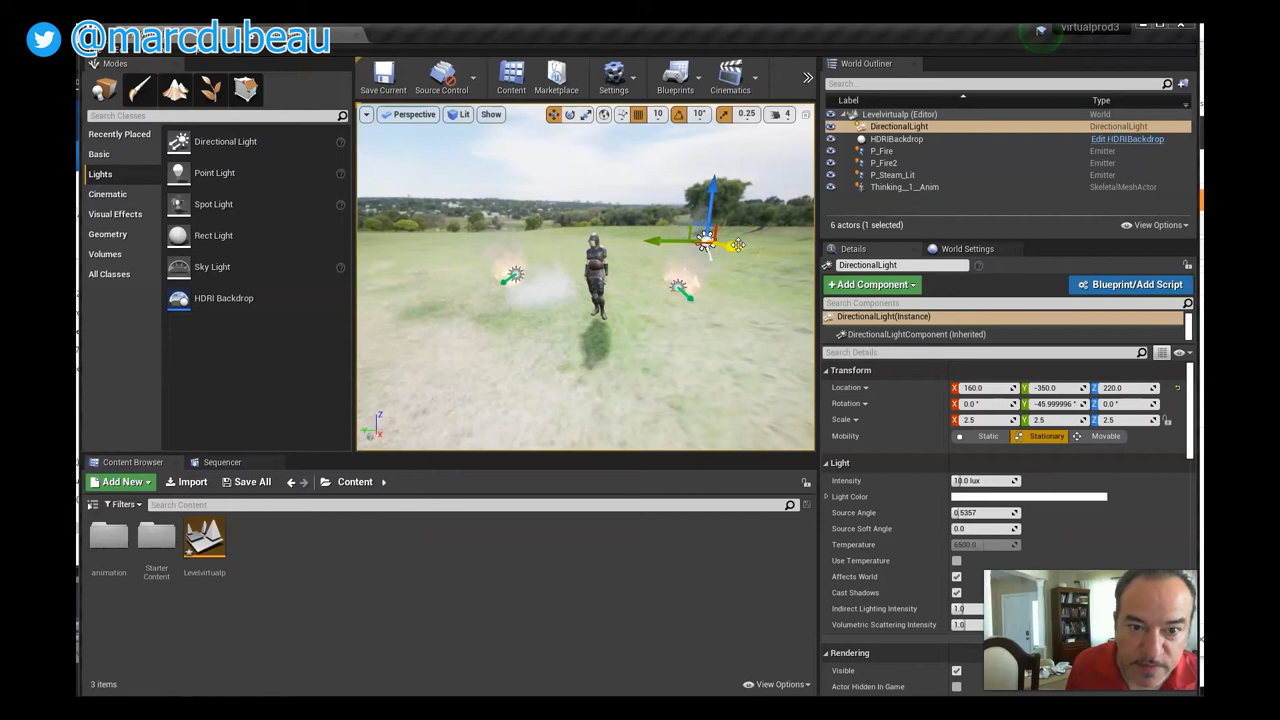 @marcdubeau
virtualprod3
Modes
Search Classes
Recently Placed
Basic
Lights
Cinematic
Visual Effects
Geometry
Volumes
All Classes
Directional Light
Point Light
Spot Light
Rect Light
Sky Light
HDRI Backdrop
Save Current
Source Control
Content
Marketplace
Settings
Blueprints
Cinematics
Perspective
Lit
Show
10
10°
0.25
4
World Outliner
Search...
Label
Type
Levelvirtualp (Editor)
World
DirectionalLight
DirectionalLight
HDRIBackdrop
Edit HDRIBackdrop
P_Fire
Emitter
P_Fire2
Emitter
P_Steam_Lit
Emitter
Thinking__1__Anim
SkeletalMeshActor
6 actors (1 selected)
View Options
Details
World Settings
DirectionalLight
+ Add Component
Blueprint/Add Script
Search Components
DirectionalLight(Instance)
DirectionalLightComponent (Inherited)
Search Details
Transform
Location
X 160.0
Y -350.0
Z 220.0
Rotation
X 0.0 °
Y -45.999996 °
Z 0.0 °
Scale
X 2.5
Y 2.5
Z 2.5
Mobility
Static
Stationary
Movable
Light
Intensity
10.0 lux
Light Color
Source Angle
0.5357
Source Soft Angle
0.0
Temperature
6500.0
Use Temperature
Affects World
Cast Shadows
Indirect Lighting Intensity
1.0
Volumetric Scattering Intensity
1.0
Rendering
Visible
Actor Hidden In Game
Z
X
Content Browser
Sequencer
Add New
Import
Save All
Content
Filters
Search Content
animation
Starter
Content
Levelvirtualp
3 items
View Options